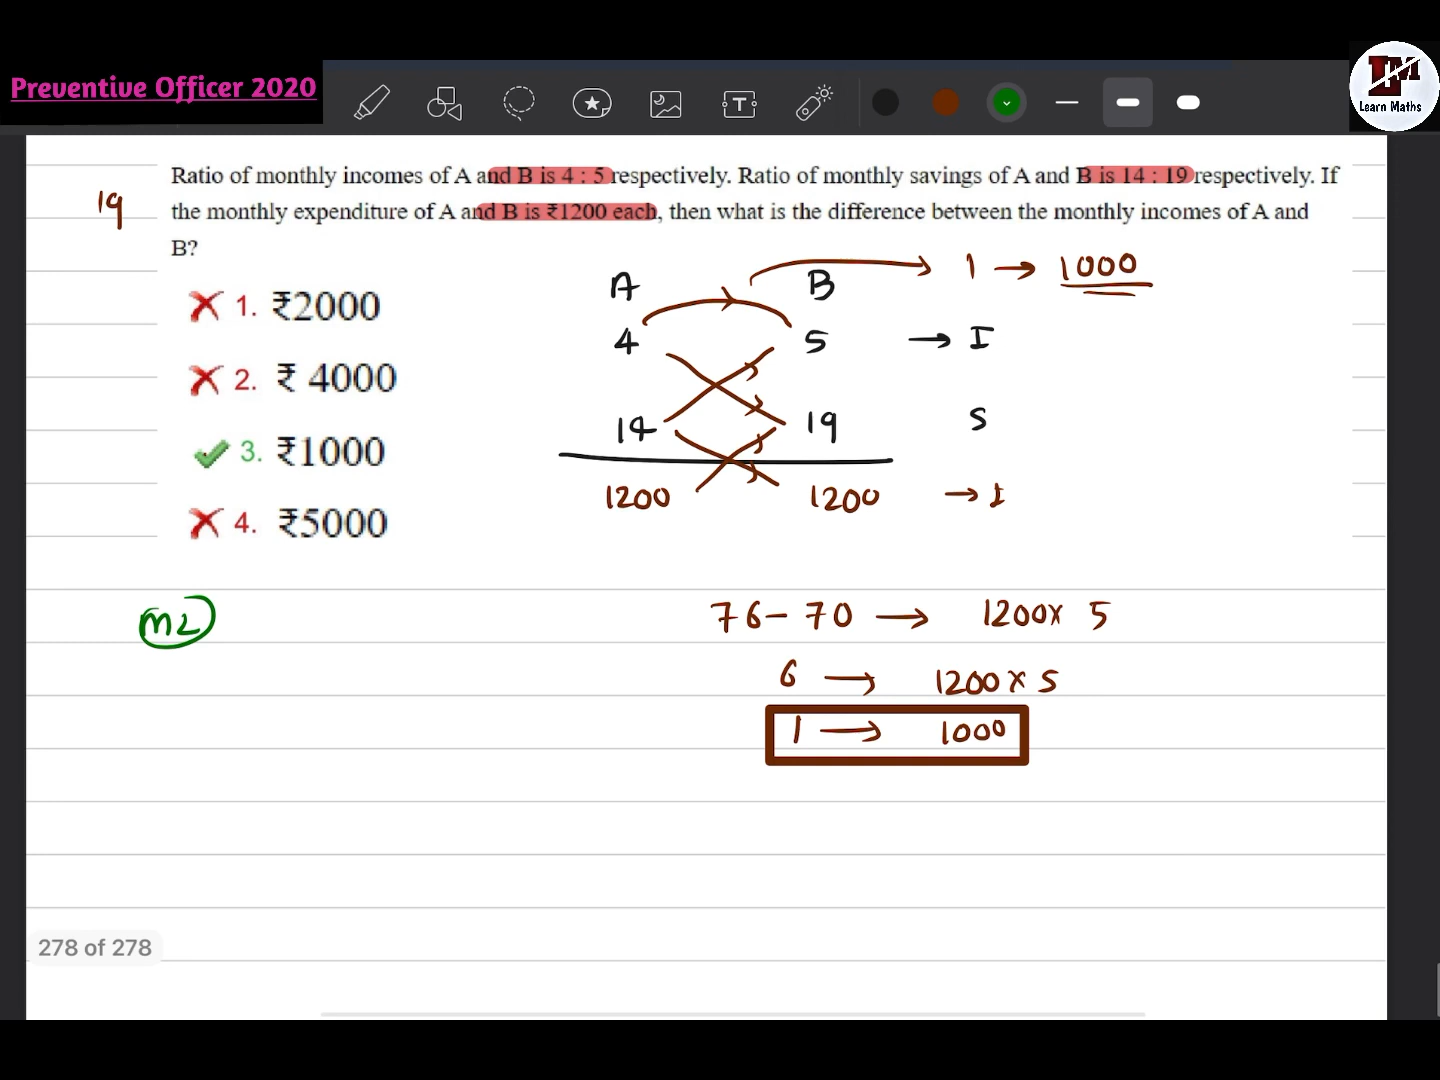 Preventive Officer 2020
LM
Learn Maths
T
19
Ratio of monthly incomes of A and B is 4 : 5 respectively. Ratio of monthly savings of A and B is 14 : 19 respectively. If
the monthly expenditure of A and B is ₹1200 each, then what is the difference between the monthly incomes of A and
B?
A B 1 → 1000
1. ₹2000
4 5 → I
2. ₹ 4000
14 19 S
3. ₹1000
1200 1200 → I
4. ₹5000
M2
76 - 70 → 1200 x 5
6 → 1200 x 5
1 → 1000
278 of 278